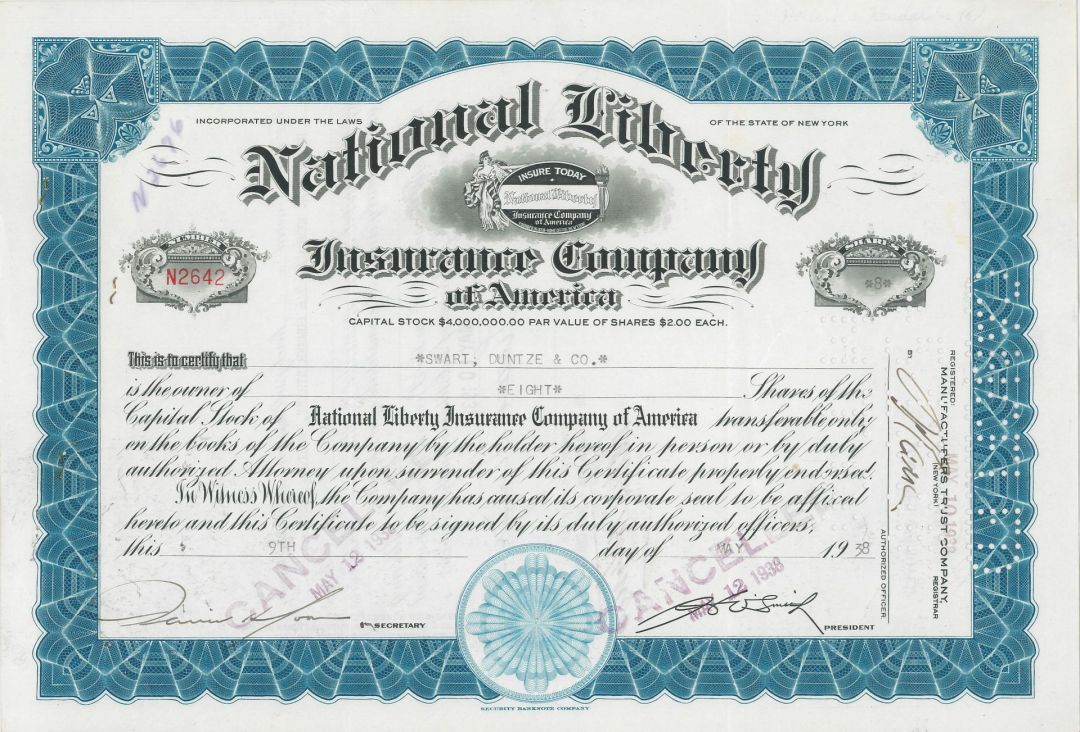 INCORPORATED UNDER THE LAWS OF THE STATE OF NEW YORK
National Liberty
INSURE TODAY
National Liberty
Insurance Company
of America
Insurance Company
of America
NUMBER
N2642
SHARES
*8*
CAPITAL STOCK $4,000,000.00 PAR VALUE OF SHARES $2.00 EACH.
This is to certify that *SWART, DUNTZE & CO.*
is the owner of *EIGHT* Shares of the
Capital Stock of National Liberty Insurance Company of America transferable only
on the books of the Company by the holder hereof in person or by duly
authorized Attorney upon surrender of this Certificate properly endorsed.
In Witness Whereof, the Company has caused its corporate seal to be affixed
hereto and this Certificate to be signed by its duly authorized officers,
this 9TH day of MAY 1938
CANCELLED
MAY 12 1938
CANCELLED
MAY 12 1938
SECRETARY
PRESIDENT
REGISTERED:
MANUFACTURERS TRUST COMPANY,
(NEW YORK)
REGISTRAR
BY
AUTHORIZED OFFICER.
MAY 10 1938
SECURITY BANKNOTE COMPANY